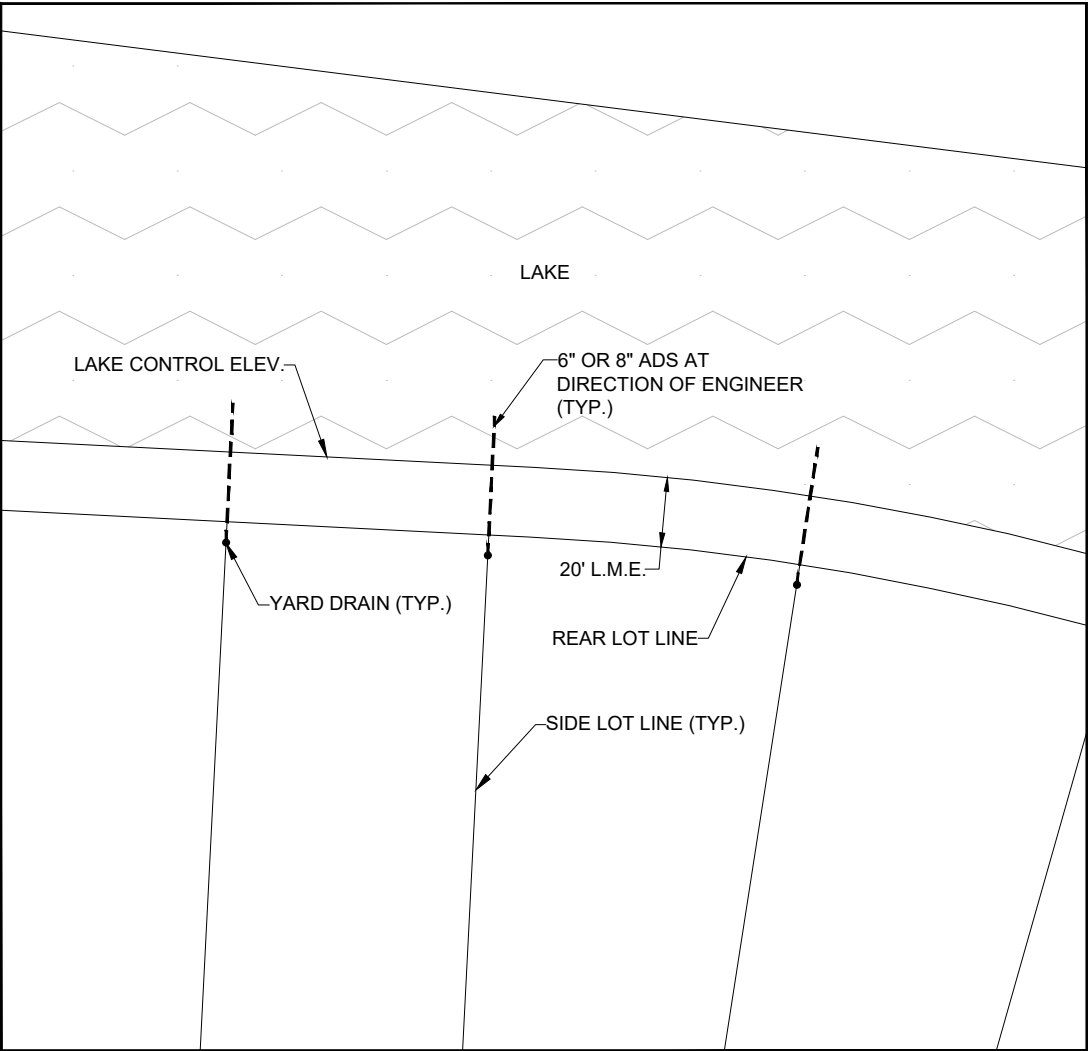 LAKE
LAKE CONTROL ELEV.
6" OR 8" ADS AT
DIRECTION OF ENGINEER
(TYP.)
20' L.M.E.
YARD DRAIN (TYP.)
REAR LOT LINE
SIDE LOT LINE (TYP.)